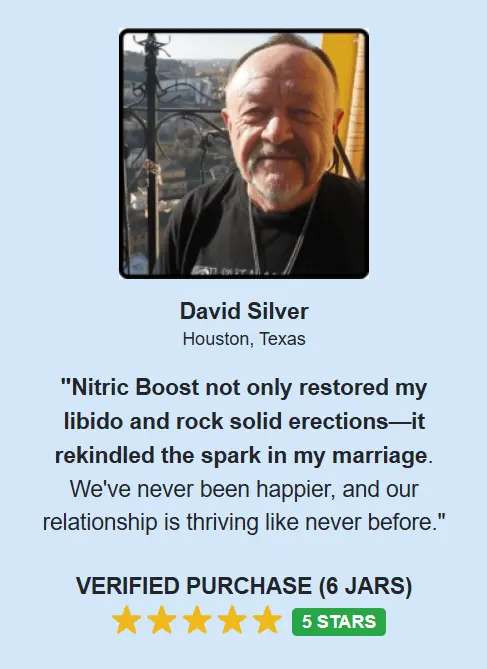 David Silver
Houston, Texas
"Nitric Boost not only restored my
libido and rock solid erections—it
rekindled the spark in my marriage.
We've never been happier, and our
relationship is thriving like never before."
VERIFIED PURCHASE (6 JARS)
5 STARS